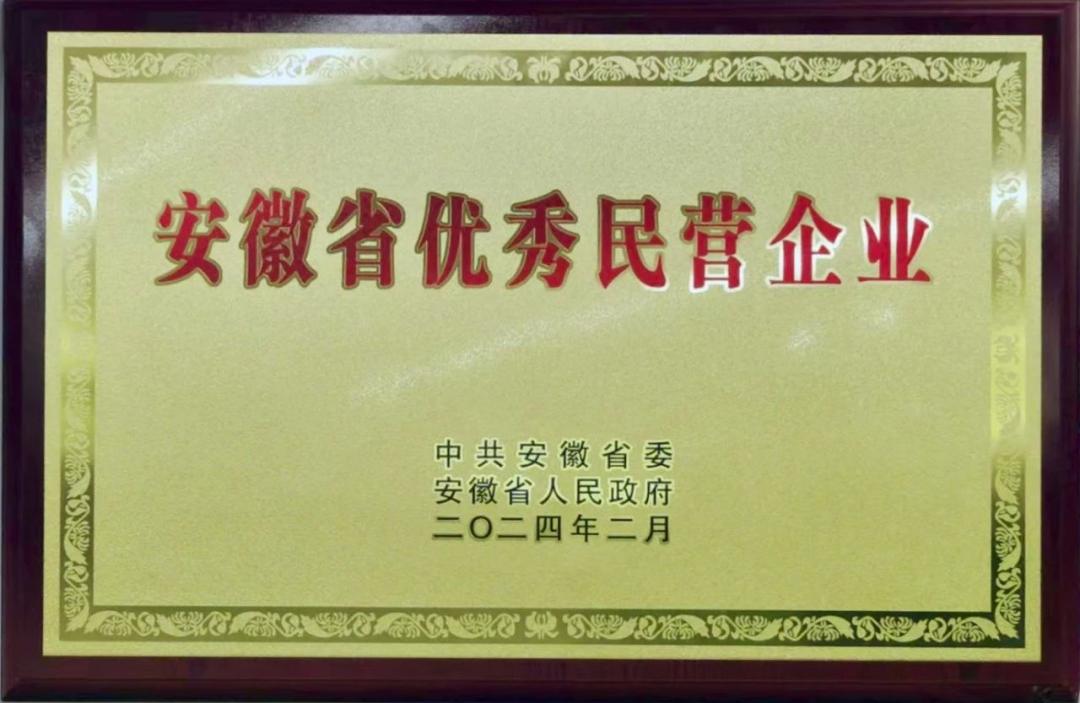 安徽省优秀民营企业
中共安徽省委
安徽省人民政府
二〇二四年二月